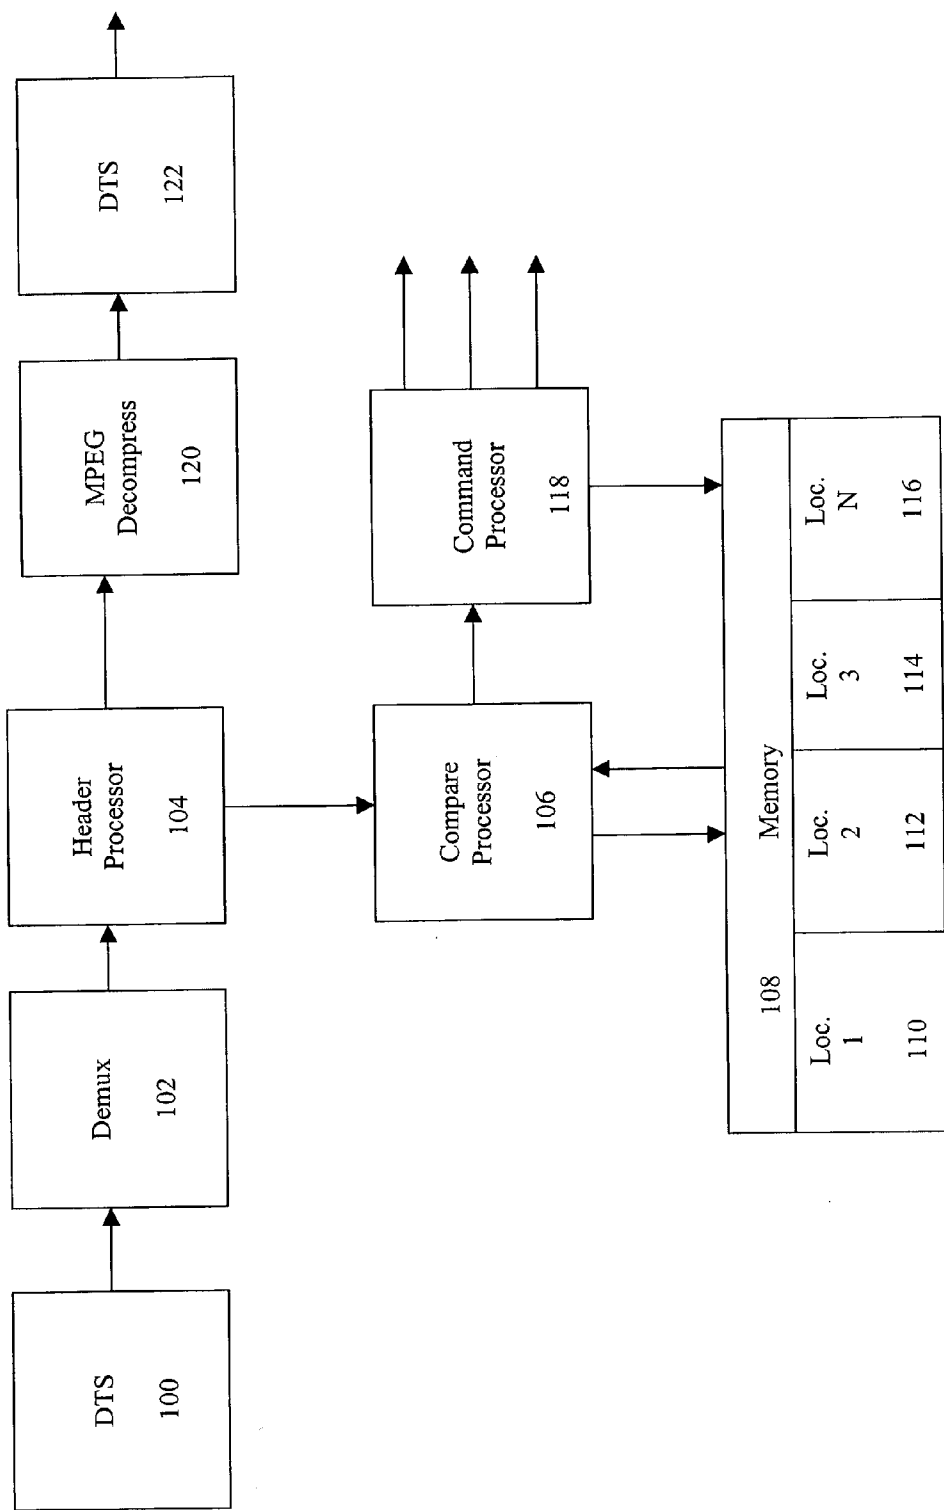 DTS
100
Demux
102
Header
Processor
104
MPEG
Decompress
120
DTS
122
Compare
Processor
106
Command
Processor
118
108
Memory
Loc.
1
110
Loc.
2
112
Loc.
3
114
Loc.
N
116